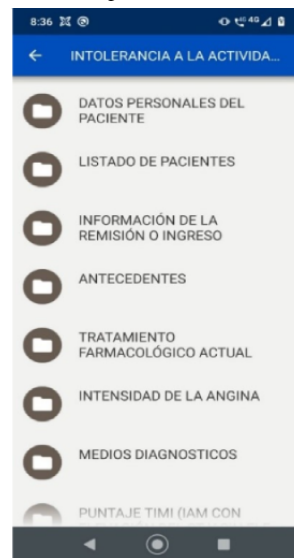 8:36
4G
INTOLERANCIA A LA ACTIVIDA...
DATOS PERSONALES DEL
PACIENTE
LISTADO DE PACIENTES
INFORMACIÓN DE LA
REMISIÓN O INGRESO
ANTECEDENTES
TRATAMIENTO
FARMACOLÓGICO ACTUAL
INTENSIDAD DE LA ANGINA
MEDIOS DIAGNOSTICOS
PUNTAJE TIMI (IAM CON